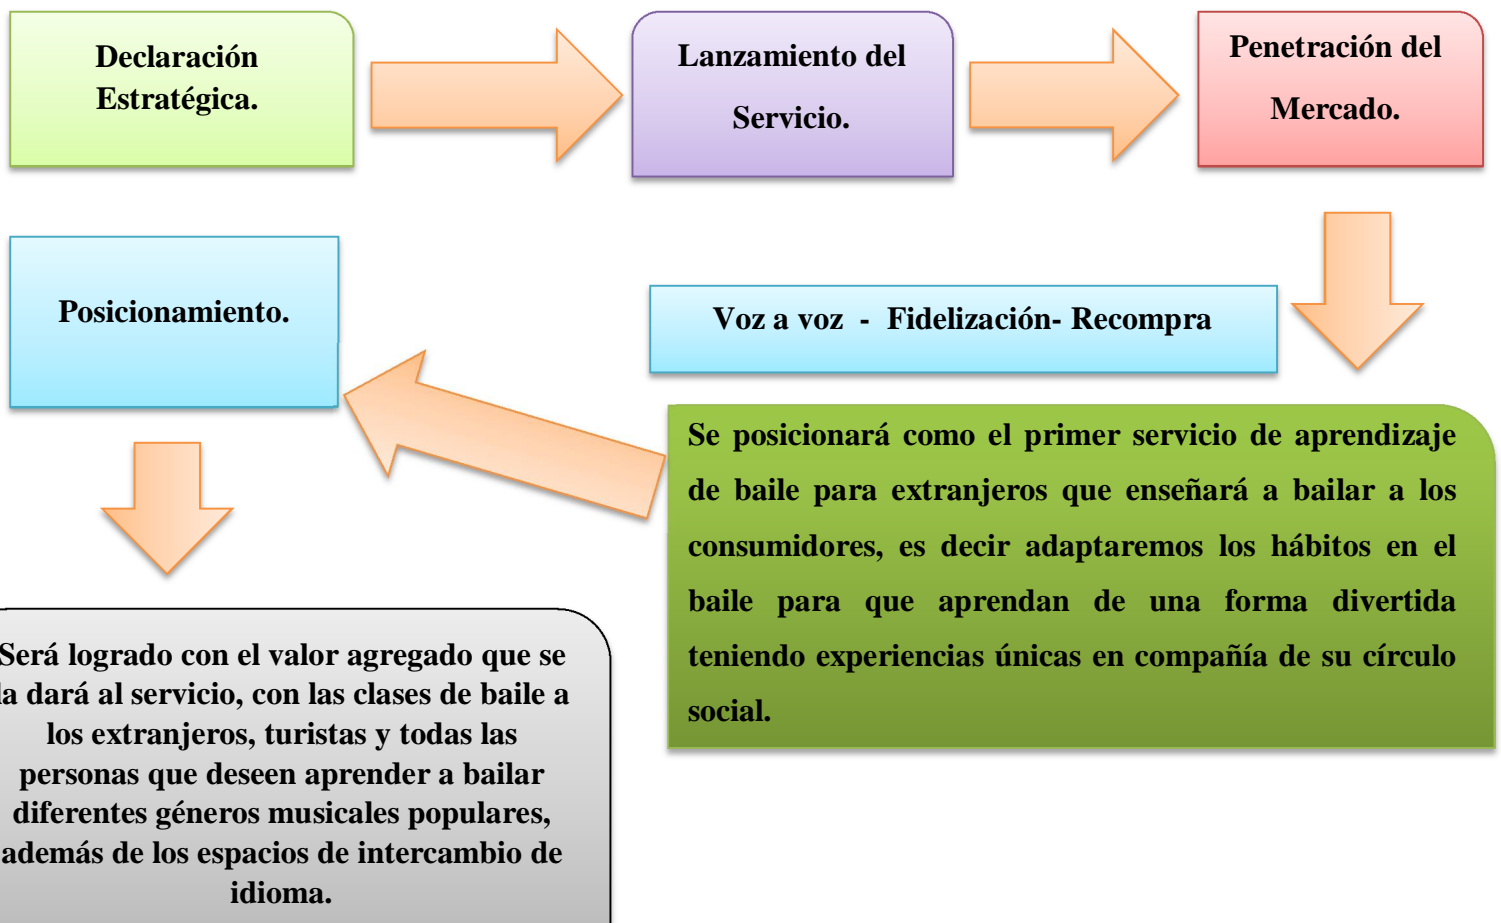 Declaración
Estratégica.
Lanzamiento del
Servicio.
Penetración del
Mercado.
Voz a voz - Fidelización- Recompra
Se posicionará como el primer servicio de aprendizaje
de baile para extranjeros que enseñará a bailar a los
consumidores, es decir adaptaremos los hábitos en el
baile para que aprendan de una forma divertida
teniendo experiencias únicas en compañía de su círculo
social.
Posicionamiento.
Será logrado con el valor agregado que se
la dará al servicio, con las clases de baile a
los extranjeros, turistas y todas las
personas que deseen aprender a bailar
diferentes géneros musicales populares,
además de los espacios de intercambio de
idioma.